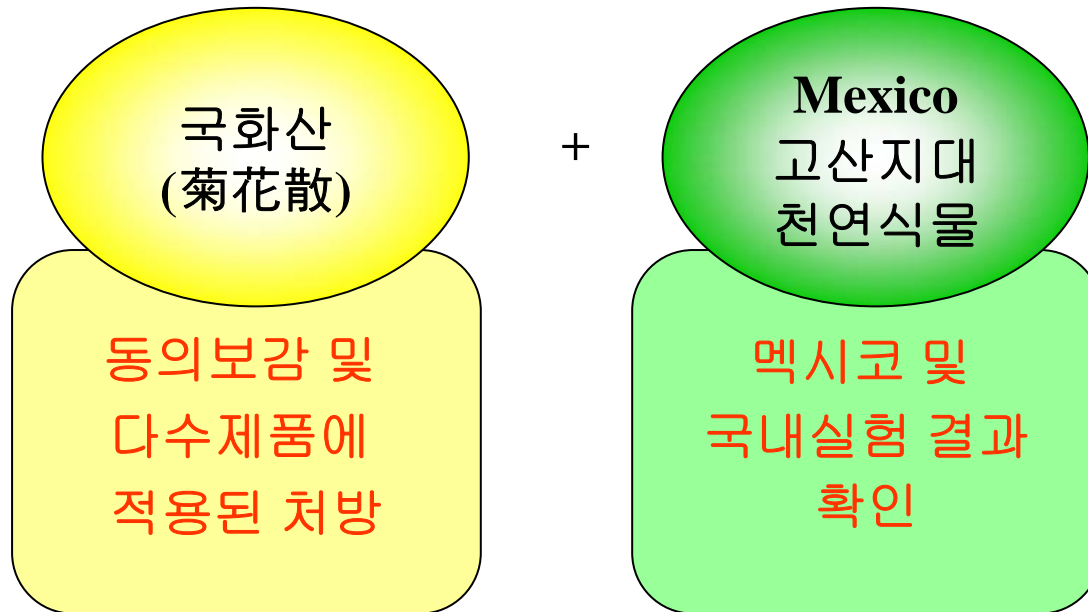 국화산
(菊花散)
동의보감 및
다수제품에
적용된 처방
+
Mexico
고산지대
천연식물
멕시코 및
국내실험 결과
확인